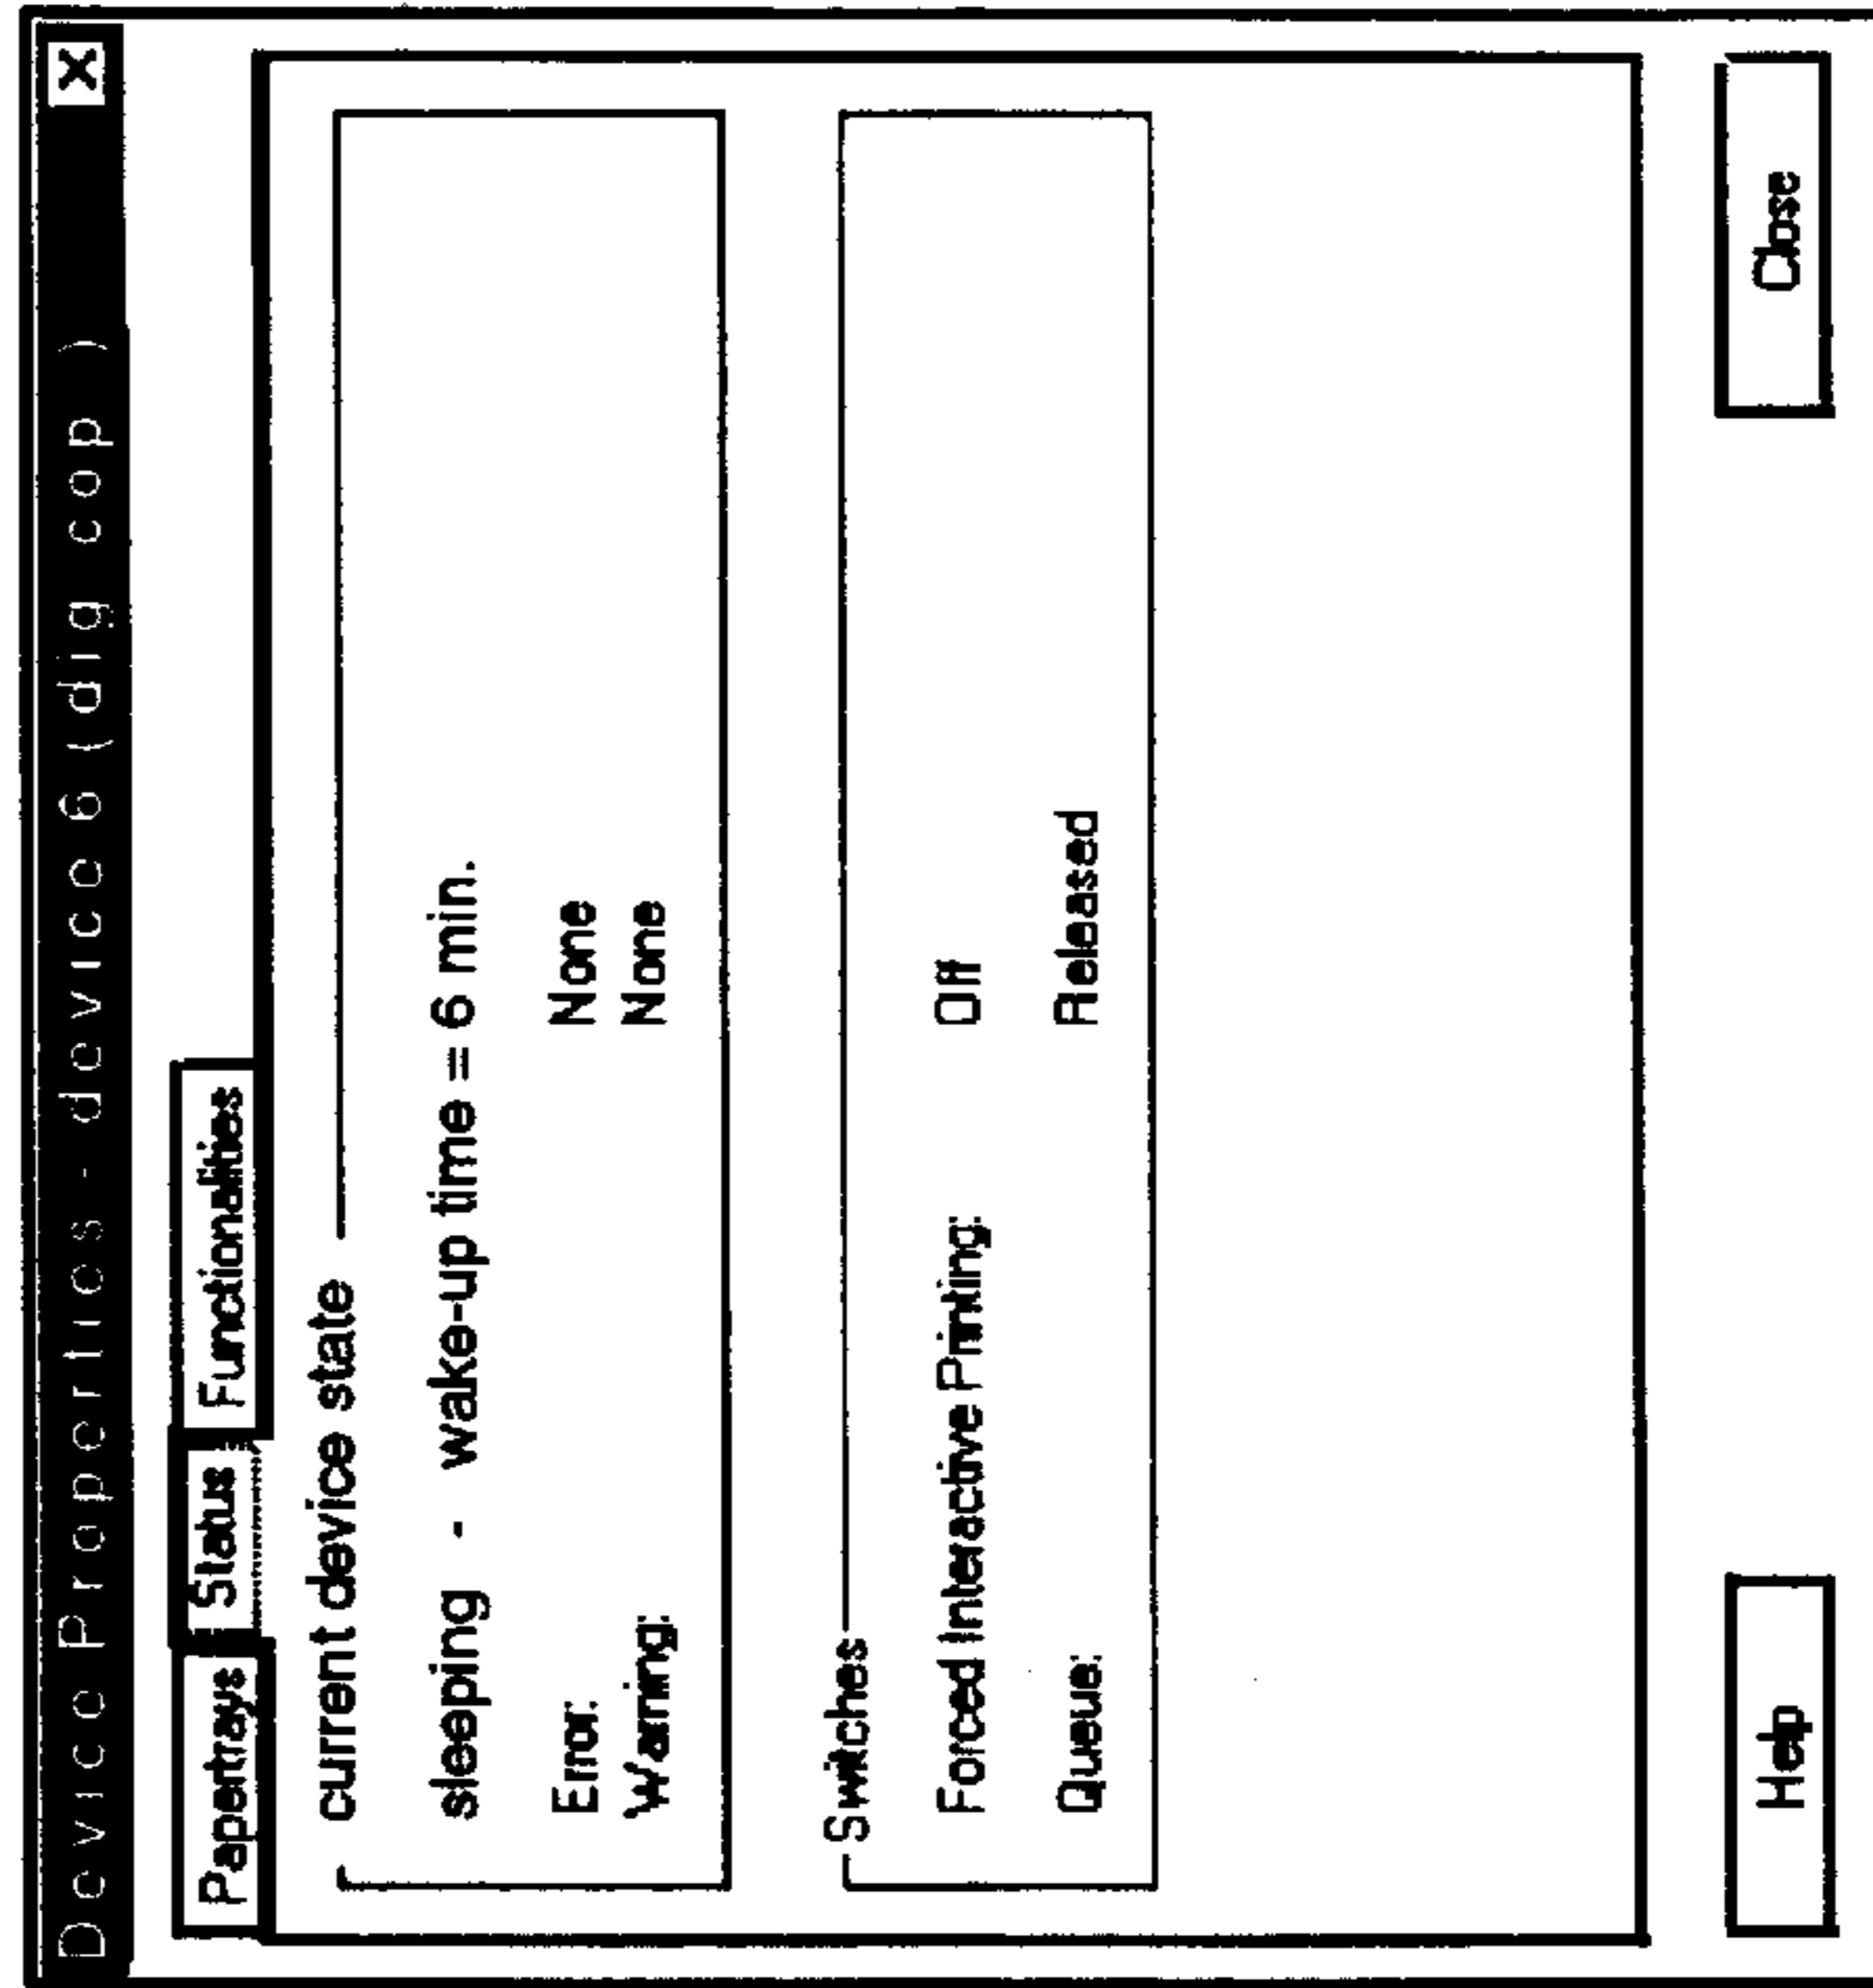 Device Properties - device 6 (dig cop)
Papertrays Status Functionalities
current device state
sleeping - wake-up time = 6 min.
Error: None
Warning: None
Switches
Forced Interactive Printing: Off
Queue: Released
Help Close